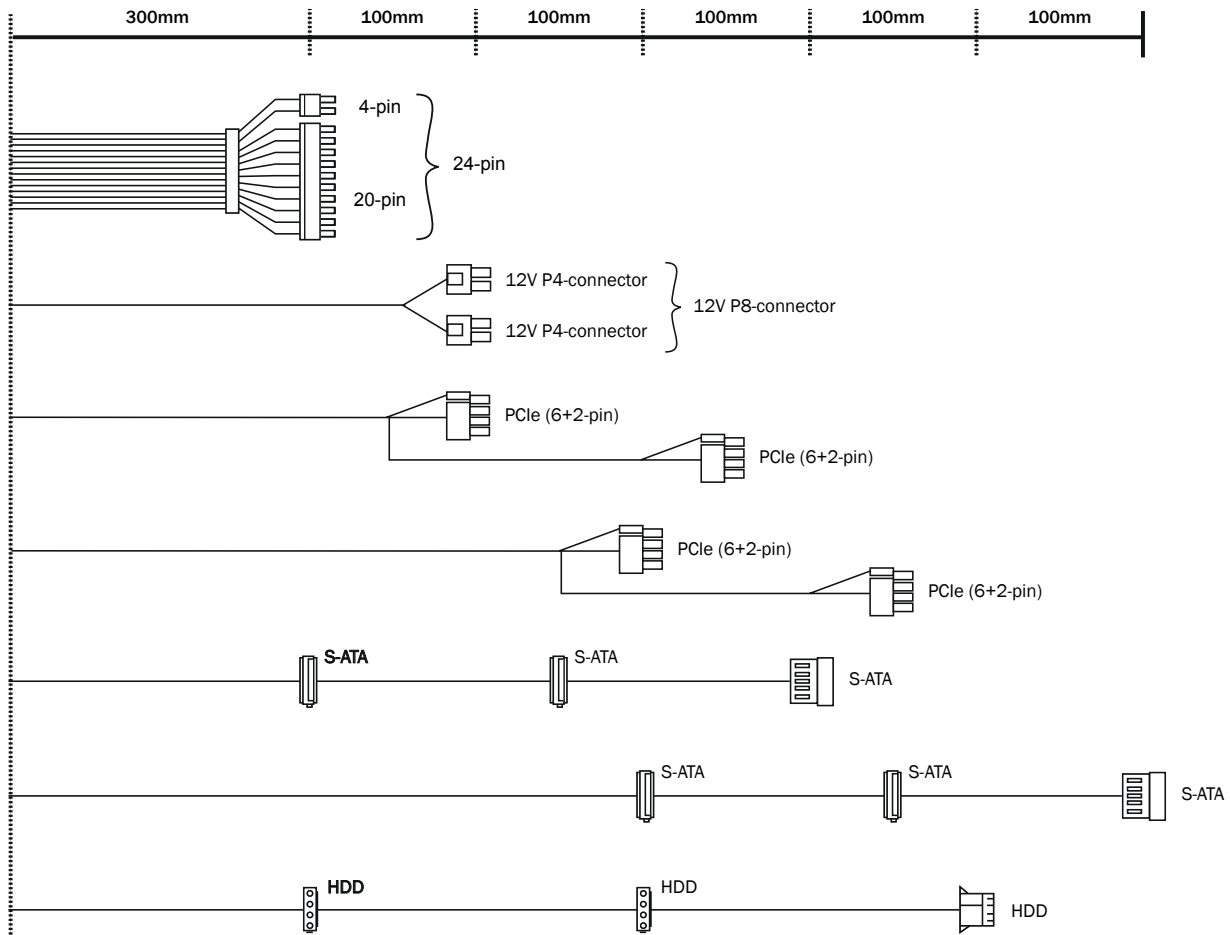 300mm 100mm 100mm 100mm 100mm 100mm
4-pin
24-pin
20-pin
12V P4-connector
12V P8-connector
12V P4-connector
PCIe (6+2-pin)
PCIe (6+2-pin)
PCIe (6+2-pin)
PCIe (6+2-pin)
S-ATA S-ATA
S-ATA
S-ATA S-ATA
S-ATA
HDD HDD
HDD